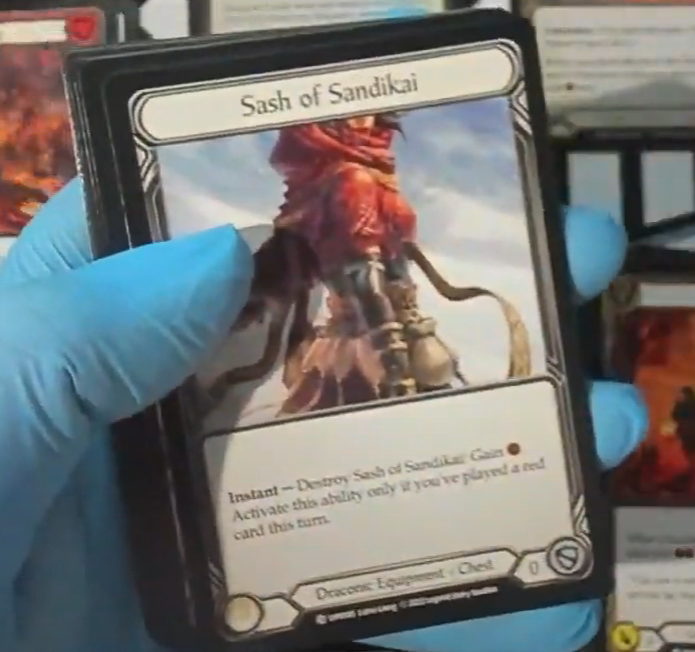 Sash of Sandikai
Instant – Destroy Sash of Sandikai: Gain
Activate this ability only if you've played a red
card this turn.
Draconic Equipment - Chest
0